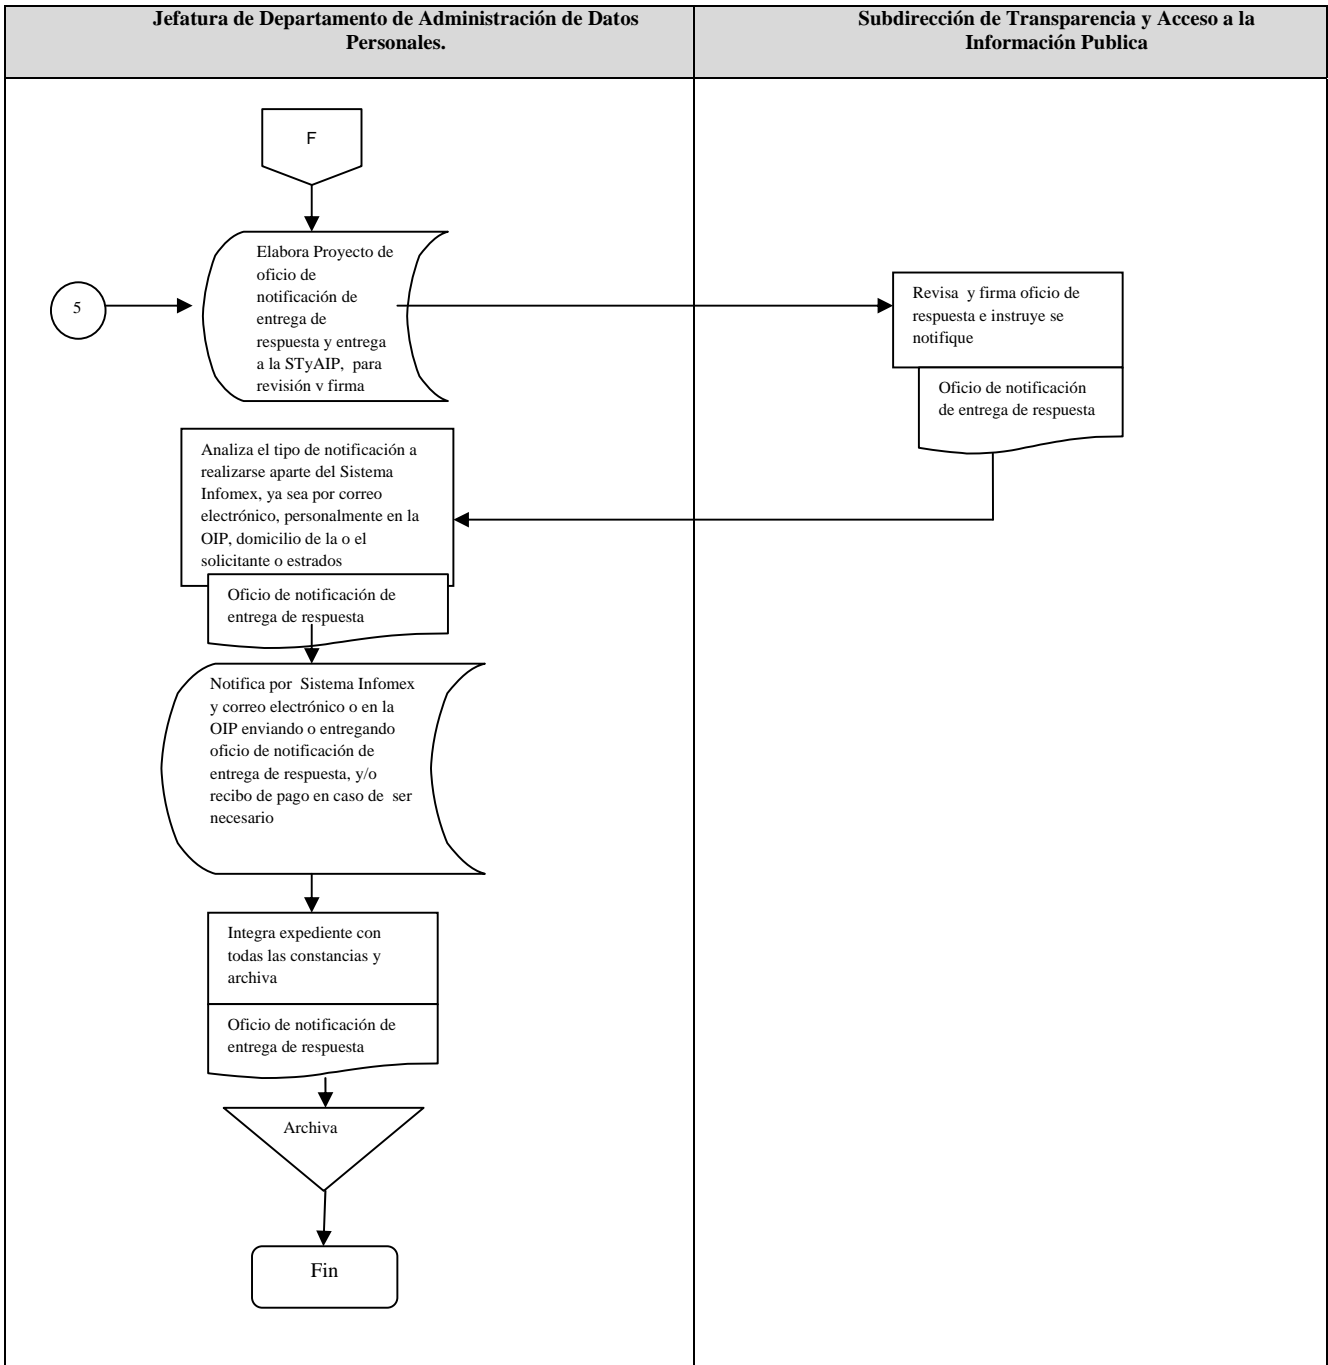 Jefatura de Departamento de Administración de Datos
Personales.
Subdirección de Transparencia y Acceso a la
Información Publica
F
Elabora Proyecto de
oficio de
notificación de
entrega de
respuesta y entrega
a la STyAIP, para
revisión y firma
5
Revisa y firma oficio de
respuesta e instruye se
notifique
Oficio de notificación
de entrega de respuesta
Analiza el tipo de notificación a
realizarse aparte del Sistema
Infomex, ya sea por correo
electrónico, personalmente en la
OIP, domicilio de la o el
solicitante o estrados
Oficio de notificación de
entrega de respuesta
Notifica por Sistema Infomex
y correo electrónico o en la
OIP enviando o entregando
oficio de notificación de
entrega de respuesta, y/o
recibo de pago en caso de ser
necesario
Integra expediente con
todas las constancias y
archiva
Oficio de notificación de
entrega de respuesta
Archiva
Fin